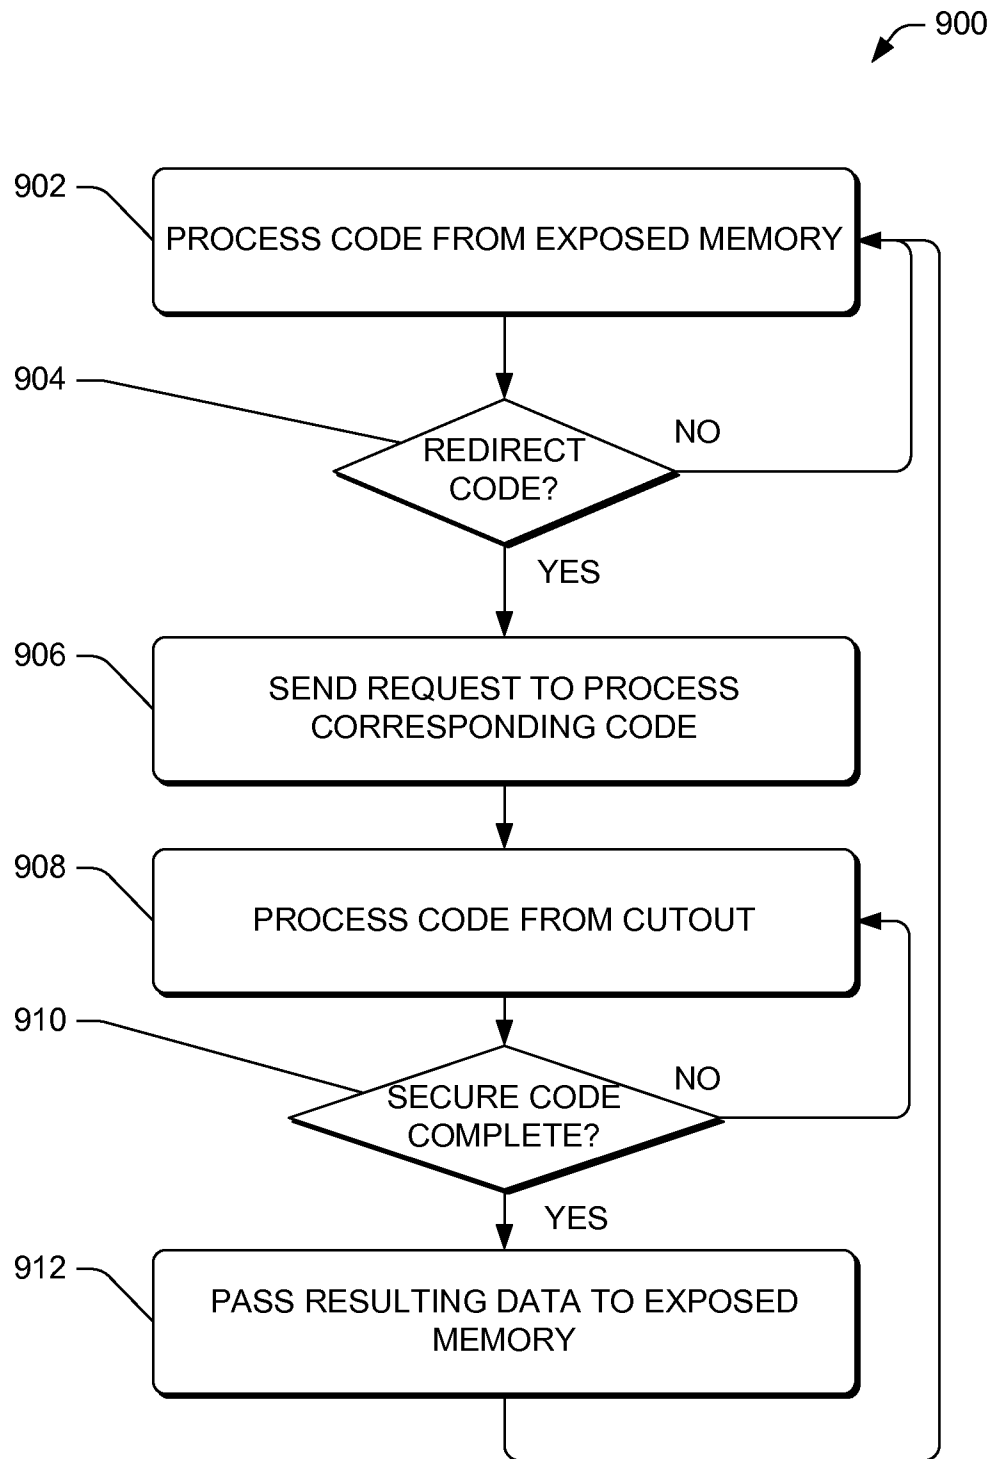 900
902
PROCESS CODE FROM EXPOSED MEMORY
904
REDIRECT
CODE?
NO
YES
906
SEND REQUEST TO PROCESS
CORRESPONDING CODE
908
PROCESS CODE FROM CUTOUT
910
SECURE CODE
COMPLETE?
NO
YES
912
PASS RESULTING DATA TO EXPOSED
MEMORY